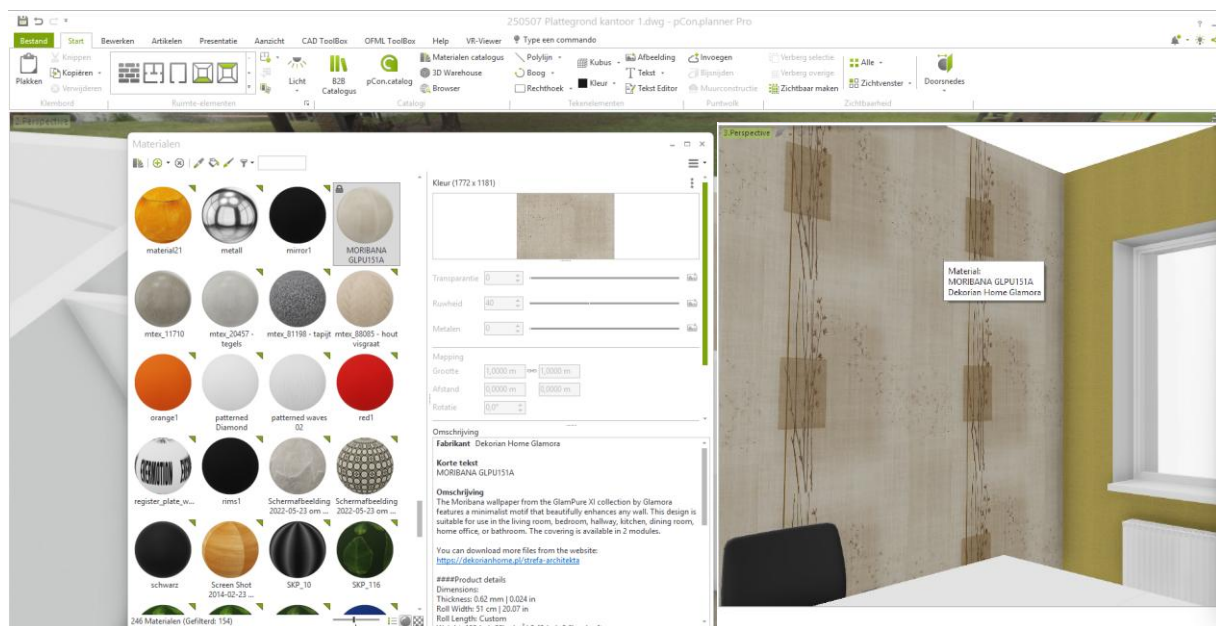 250507 Plattegrond kantoor 1.dwg - pCon.planner Pro
Bestand Start Bewerken Artikelen Presentatie Aanzicht CAD ToolBox OFML ToolBox Help VR-Viewer Type een commando
Plakken
Knippen
Kopiëren
Verwijderen
Klembord
Ruimte-elementen
Licht
B2B Catalogus
pCon.catalog
Materialen catalogus
3D Warehouse
Browser
Catalogi
Polylijn
Boog
Rechthoek
Kubus
Kleur
Afbeelding
Tekst
Tekst Editor
Tekenelementen
Invoegen
Bijsnijden
Muurconstructie
Puntwolk
Verberg selectie
Verberg overige
Zichtbaar maken
Alle
Zichtvenster
Zichtbaarheid
Doorsnedes
2.Perspective
Materialen
material21
metall
mirror1
MORIBANA
GLPU151A
mtex_11710
mtex_20457 -
tegels
mtex_81198 - tapijt
mtex_88085 - hout
visgraat
orange1
patterned
Diamond
patterned waves
02
red1
EVERMOTION
register_plate_w...
rims1
Schermafbeelding
2022-05-23 om ...
Schermafbeelding
2022-05-23 om ...
schwarz
Screen Shot
2014-02-23 ...
SKP_10
SKP_116
246 Materialen (Gefilterd: 154)
Kleur (1772 x 1181)
Transparantie 0
Ruwheid 40
Metalen 0
Mapping
Grootte 1,0000 m 1,0000 m
Afstand 0,0000 m 0,0000 m
Rotatie 0,0°
Omschrijving
Fabrikant Dekorian Home Glamora
Korte tekst
MORIBANA GLPU151A
Omschrijving
The Moribana wallpaper from the GlamPure XI collection by Glamora
features a minimalist motif that beautifully enhances any wall. This design is
suitable for use in the living room, bedroom, hallway, kitchen, dining room,
home office, or bathroom. The covering is available in 2 modules.
You can download more files from the website:
https://dekorianhome.pl/strefa-architekta
####Product details
Dimensions:
Thickness: 0.62 mm | 0.024 in
Roll Width: 51 cm | 20.07 in
Roll Length: Custom
2.Perspective
Material:
MORIBANA GLPU151A
Dekorian Home Glamora